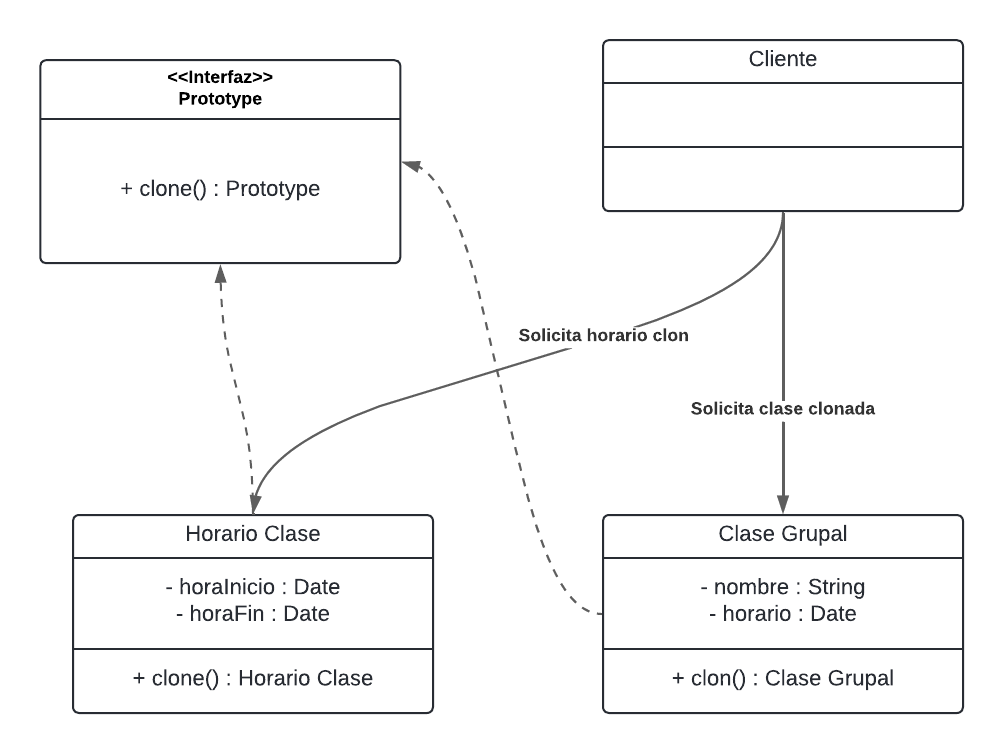 <<Interfaz>>
Prototype
+ clone() : Prototype
Cliente
Solicita horario clon
Solicita clase clonada
Horario Clase
- horaInicio : Date
- horaFin : Date
+ clone() : Horario Clase
Clase Grupal
- nombre : String
- horario : Date
+ clon() : Clase Grupal